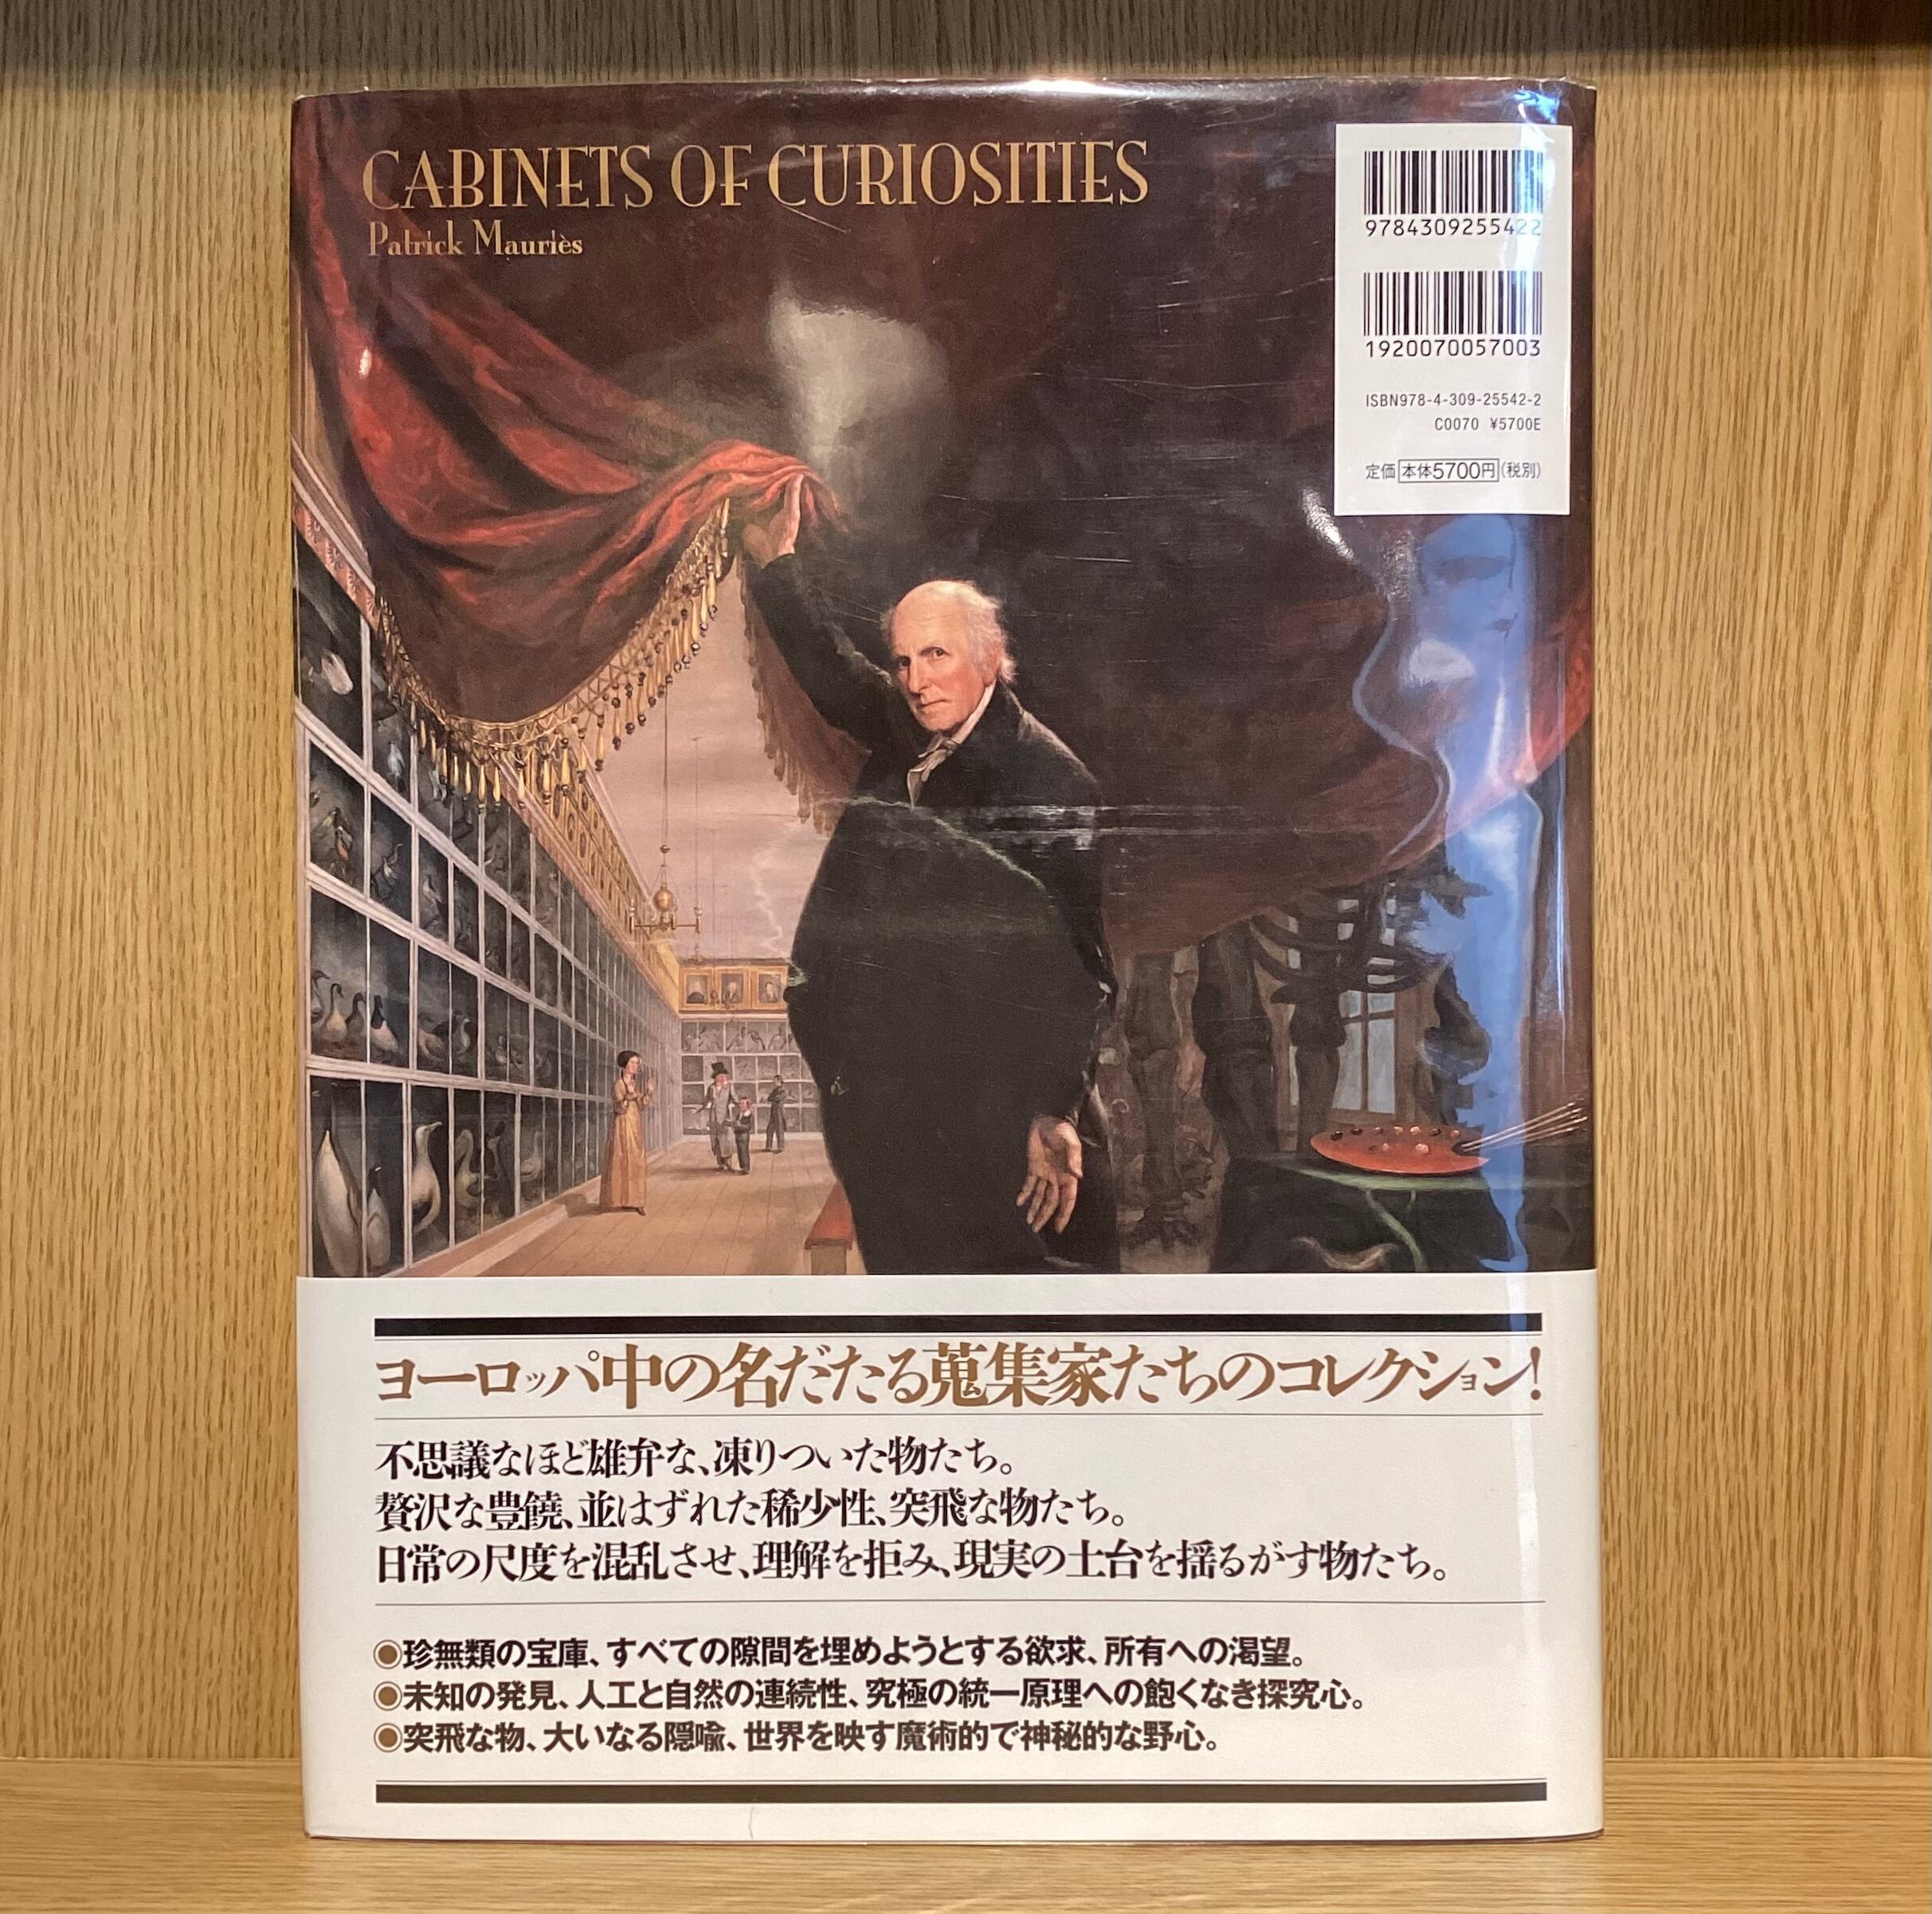 CABINETS OF CURIOSITIES
Patrick Mauriès
9784309255422
1920070057003
ISBN978-4-309-25542-2
C0070 ¥5700E
定価 本体5700円 (税別)
ヨーロッパ中の名だたる蒐集家たちのコレクション!
不思議なほど雄弁な、凍りついた物たち。
贅沢な豊饒、並はずれた稀少性、突飛な物たち。
日常の尺度を混乱させ、理解を拒み、現実の土台を揺るがす物たち。
◉珍無類の宝庫、すべての隙間を埋めようとする欲求、所有への渇望。
◉未知の発見、人工と自然の連続性、究極の統一原理への飽くなき探究心。
◉突飛な物、大いなる隠喩、世界を映す魔術的で神秘的な野心。